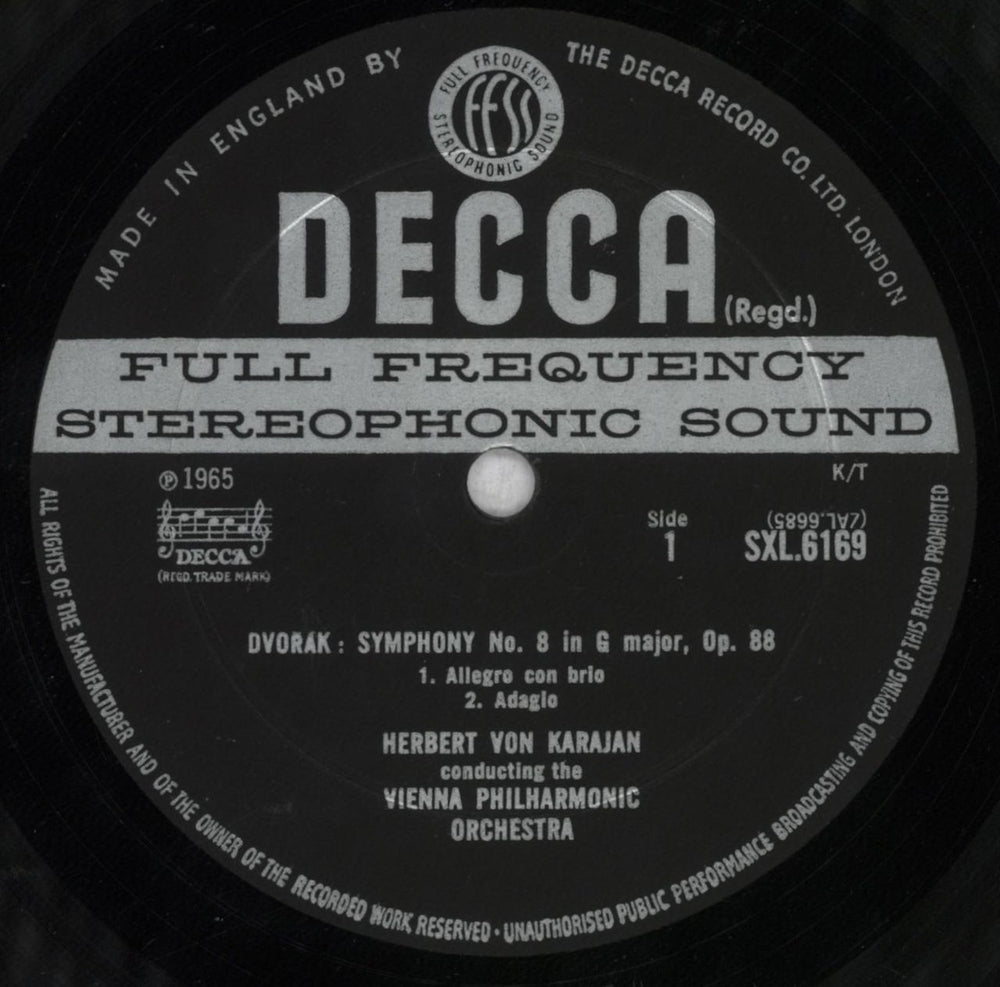 MADE IN ENGLAND BY
THE DECCA RECORD CO. LTD. LONDON
FULL FREQUENCY
FFSS
STEREOPHONIC SOUND
DECCA
(Regd.)
FULL FREQUENCY
STEREOPHONIC SOUND
℗ 1965
K/T
DECCA
(REGD. TRADE MARK)
Side
1
(ZAL.6685)
SXL.6169
DVORAK : SYMPHONY No. 8 in G major, Op. 88
1. Allegro con brio
2. Adagio
HERBERT VON KARAJAN
conducting the
VIENNA PHILHARMONIC
ORCHESTRA
ALL RIGHTS OF THE MANUFACTURER AND OF THE OWNER OF THE RECORDED WORK RESERVED · UNAUTHORISED PUBLIC PERFORMANCE BROADCASTING AND COPYING OF THIS RECORD PROHIBITED